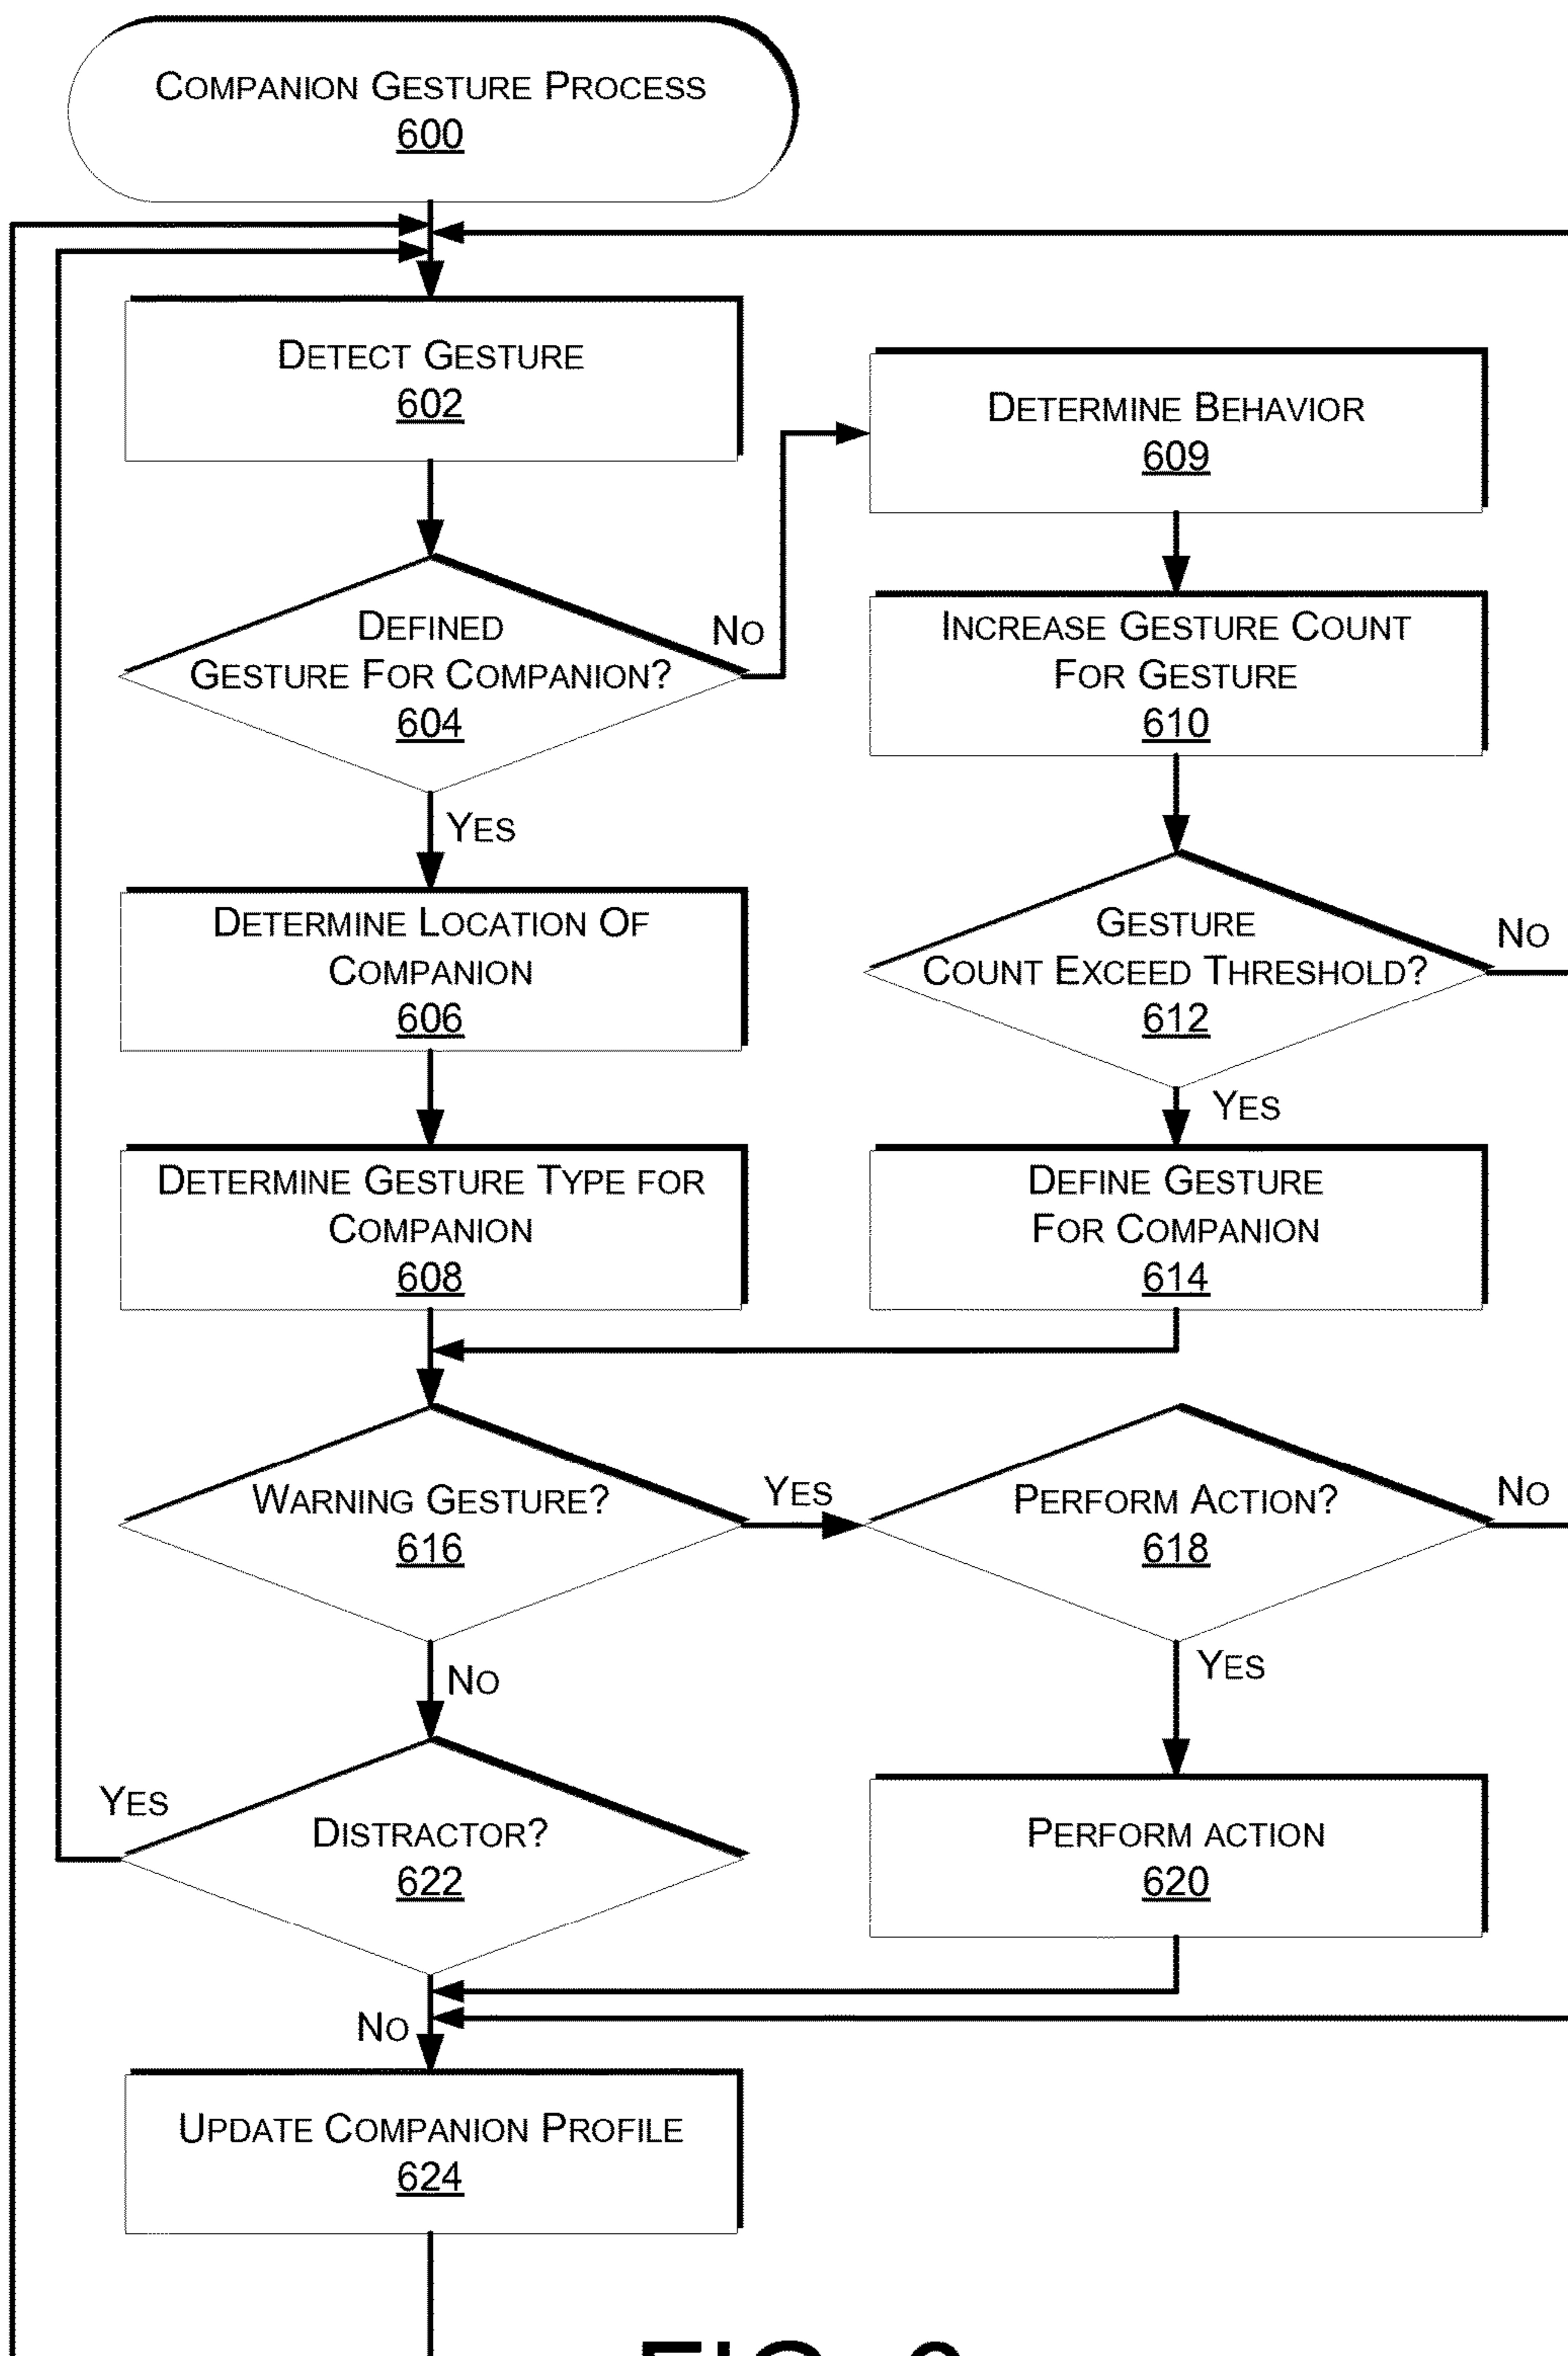 COMPANION GESTURE PROCESS
600
DETECT GESTURE
602
DETERMINE BEHAVIOR
609
DEFINED
GESTURE FOR COMPANION?
604
NO
INCREASE GESTURE COUNT
FOR GESTURE
610
YES
DETERMINE LOCATION OF
COMPANION
606
GESTURE
COUNT EXCEED THRESHOLD?
612
NO
YES
DETERMINE GESTURE TYPE FOR
COMPANION
608
DEFINE GESTURE
FOR COMPANION
614
WARNING GESTURE?
616
YES
PERFORM ACTION?
618
NO
NO
YES
YES
DISTRACTOR?
622
PERFORM ACTION
620
NO
UPDATE COMPANION PROFILE
624